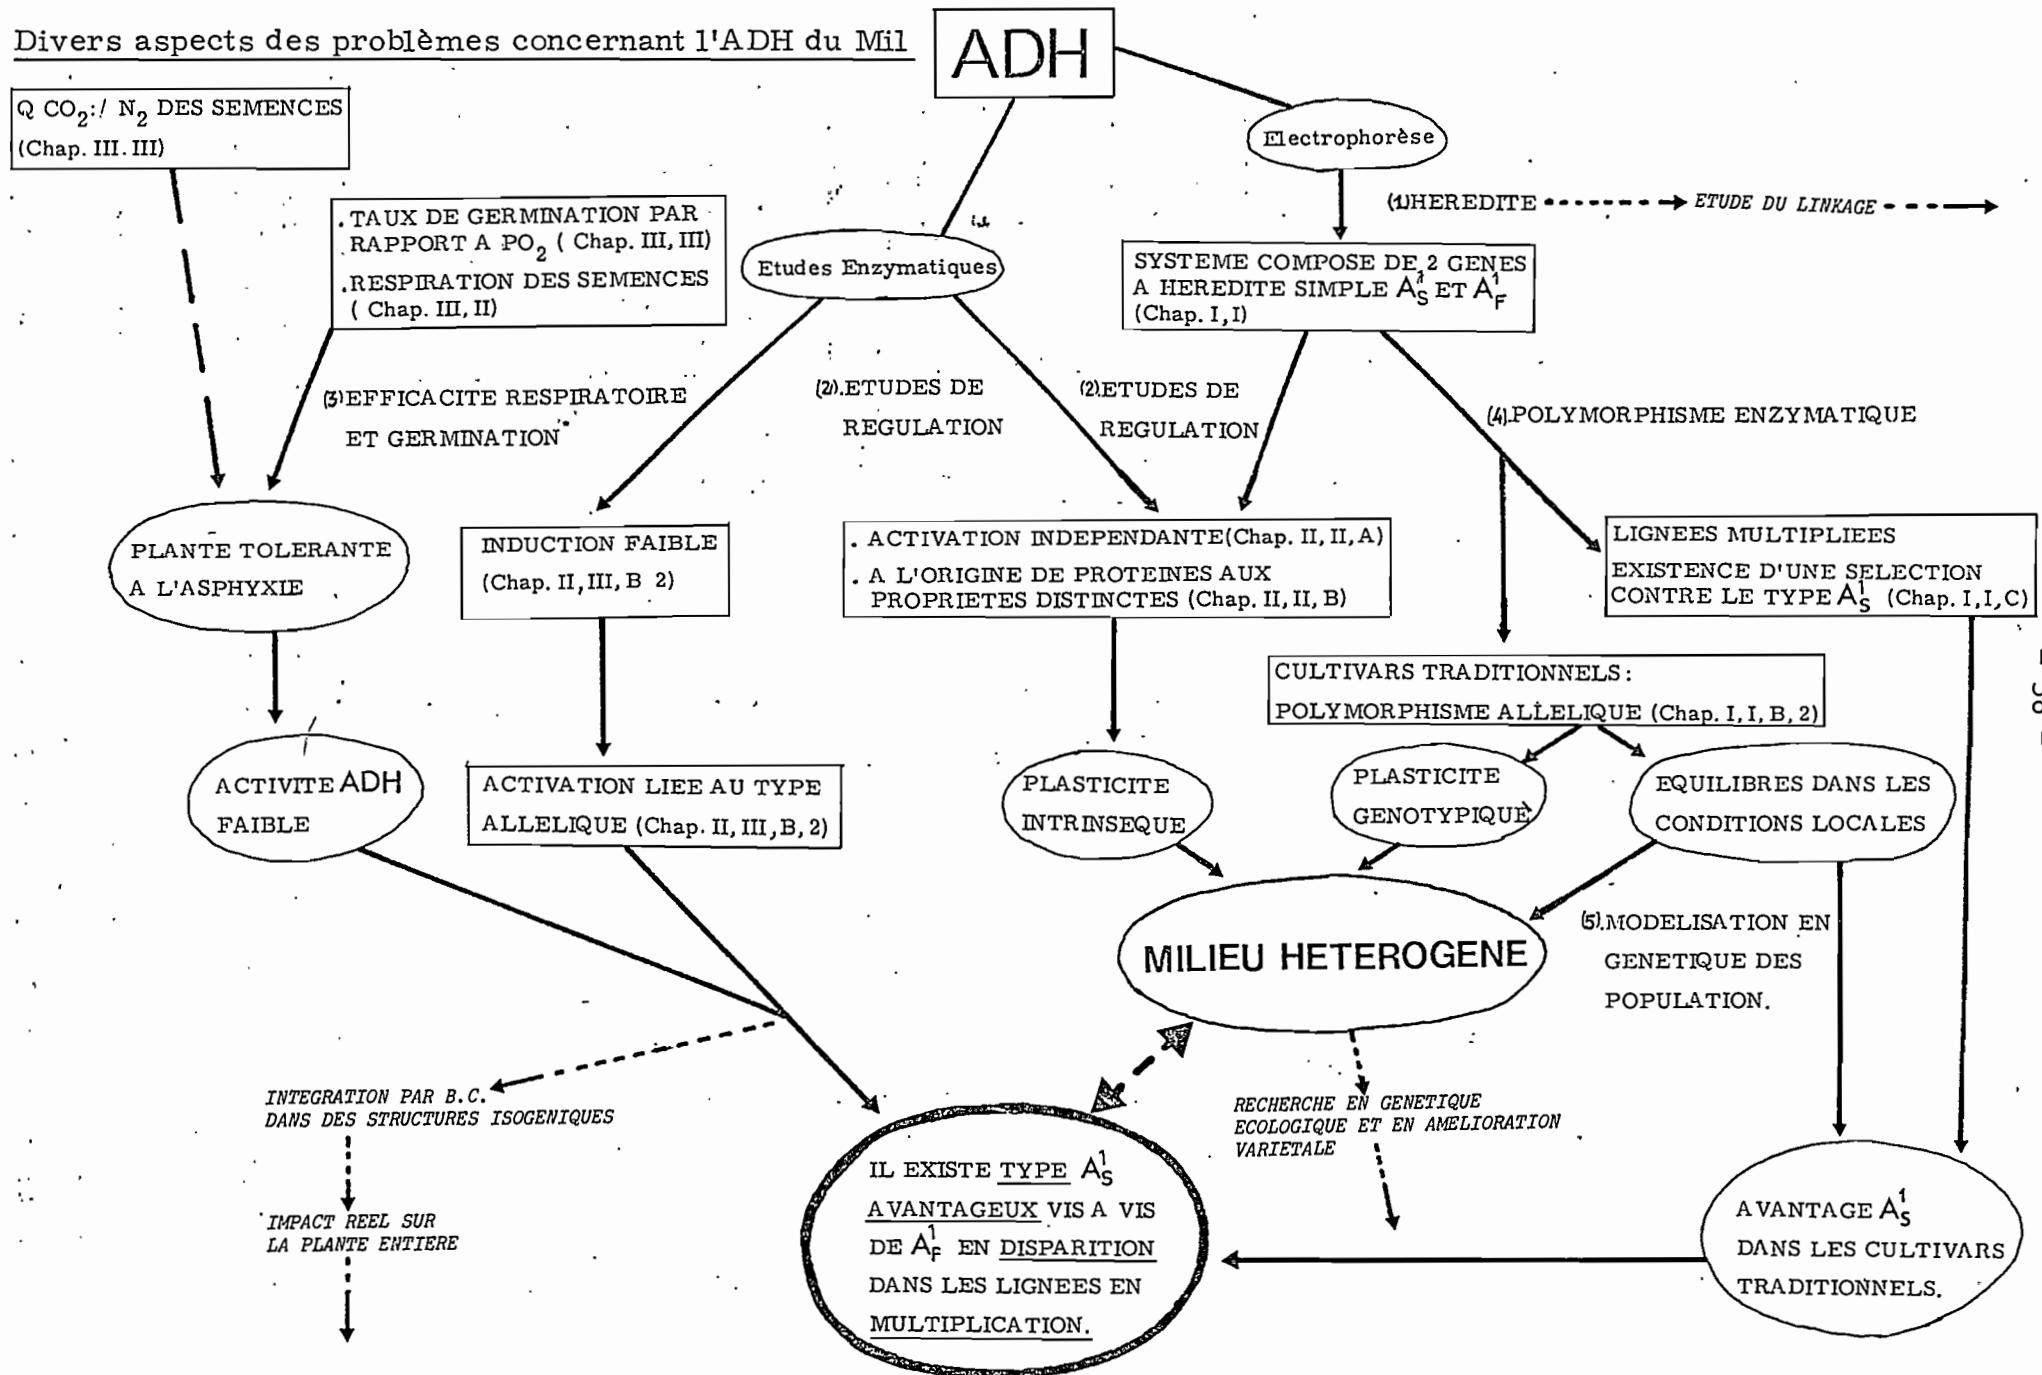 Divers aspects des problèmes concernant l'ADH du Mil
ADH
Q CO2:/ N2 DES SEMENCES
(Chap. III.III)
Electrophorèse
.TAUX DE GERMINATION PAR
RAPPORT A PO2 ( Chap. III, III)
.RESPIRATION DES SEMENCES
( Chap. III, II)
Etudes Enzymatiques
(1)HEREDITE
ETUDE DU LINKAGE
SYSTEME COMPOSE DE 2 GENES
A HEREDITE SIMPLE A¹S ET A¹F
(Chap. I, I)
(3)EFFICACITE RESPIRATOIRE
ET GERMINATION
(2).ETUDES DE
REGULATION
(2)ETUDES DE
REGULATION
(4).POLYMORPHISME ENZYMATIQUE
PLANTE TOLERANTE
A L'ASPHYXIE
INDUCTION FAIBLE
(Chap. II, III, B 2)
. ACTIVATION INDEPENDANTE(Chap. II, II, A)
. A L'ORIGINE DE PROTEINES AUX
PROPRIETES DISTINCTES (Chap. II, II, B)
LIGNEES MULTIPLIEES
EXISTENCE D'UNE SELECTION
CONTRE LE TYPE A¹S (Chap. I, I, C)
CULTIVARS TRADITIONNELS :
POLYMORPHISME ALLELIQUE (Chap. I, I, B, 2)
ACTIVITE ADH
FAIBLE
ACTIVATION LIEE AU TYPE
ALLELIQUE (Chap. II, III, B, 2)
PLASTICITE
INTRINSEQUE
PLASTICITE
GENOTYPIQUE
EQUILIBRES DANS LES
CONDITIONS LOCALES
MILIEU HETEROGENE
(5).MODELISATION EN
GENETIQUE DES
POPULATION.
INTEGRATION PAR B.C.
DANS DES STRUCTURES ISOGENIQUES
RECHERCHE EN GENETIQUE
ECOLOGIQUE ET EN AMELIORATION
VARIETALE
IMPACT REEL SUR
LA PLANTE ENTIERE
IL EXISTE TYPE A¹S
AVANTAGEUX VIS A VIS
DE A¹F EN DISPARITION
DANS LES LIGNEES EN
MULTIPLICATION.
AVANTAGE A¹S
DANS LES CULTIVARS
TRADITIONNELS.